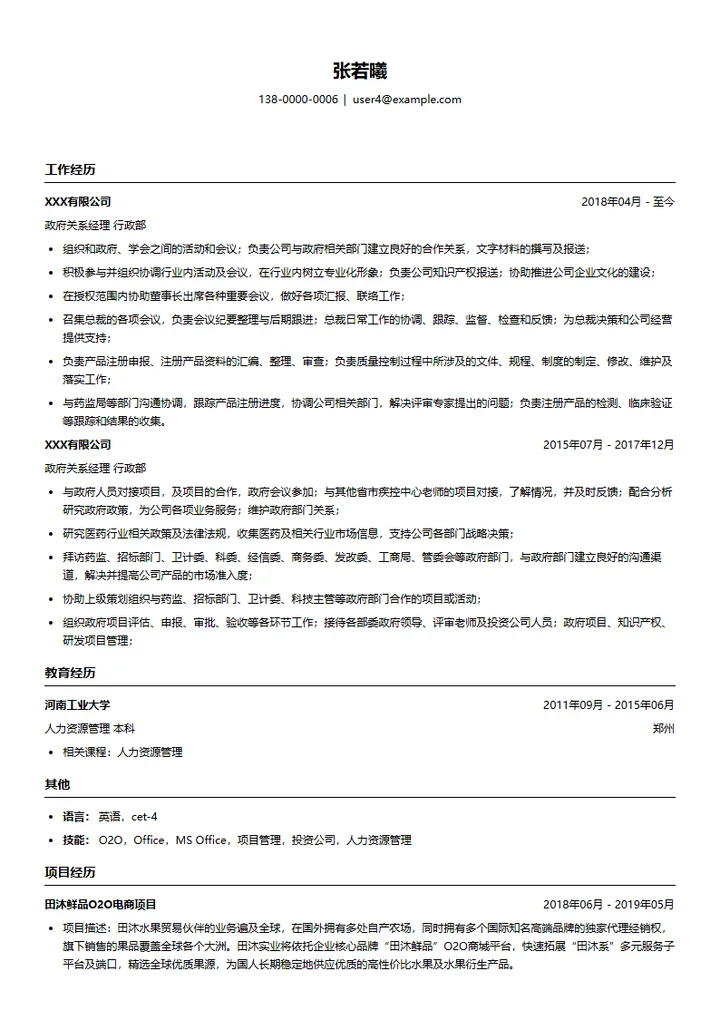 张若曦
138-0000-0006 | user4@example.com
工作经历
XXX有限公司 2018年04月 - 至今
政府关系经理 行政部
• 组织和政府、学会之间的活动和会议；负责公司与政府相关部门建立良好的合作关系，文字材料的撰写及报送；
• 积极参与并组织协调行业内活动及会议，在行业内树立专业化形象；负责公司知识产权报送；协助推进公司企业文化的建设；
• 在授权范围内协助董事长出席各种重要会议，做好各项汇报、联络工作；
• 召集总裁的各项会议，负责会议纪要整理与后期跟进；总裁日常工作的协调、跟踪、监督、检查和反馈；为总裁决策和公司经营
提供支持；
• 负责产品注册申报、注册产品资料的汇编、整理、审查；负责质量控制过程中所涉及的文件、规程、制度的制定、修改、维护及
落实工作；
• 与药监局等部门沟通协调，跟踪产品注册进度，协调公司相关部门，解决评审专家提出的问题；负责注册产品的检测、临床验证
等跟踪和结果的收集。
XXX有限公司 2015年07月 - 2017年12月
政府关系经理 行政部
• 与政府人员对接项目，及项目的合作，政府会议参加；与其他省市疾控中心老师的项目对接，了解情况，并及时反馈；配合分析
研究政府政策，为公司各项业务服务；维护政府部门关系；
• 研究医药行业相关政策及法律法规，收集医药及相关行业市场信息，支持公司各部门战略决策；
• 拜访药监、招标部门、卫计委、科委、经信委、商务委、发改委、工商局、管委会等政府部门，与政府部门建立良好的沟通渠
道，解决并提高公司产品的市场准入度；
• 协助上级策划组织与药监、招标部门、卫计委、科技主管等政府部门合作的项目或活动；
• 组织政府项目评估、申报、审批、验收等各环节工作；接待各部委政府领导、评审老师及投资公司人员；政府项目、知识产权、
研发项目管理；
教育经历
河南工业大学 2011年09月 - 2015年06月
人力资源管理 本科 郑州
• 相关课程：人力资源管理
其他
• 语言： 英语，cet-4
• 技能： O2O，Office，MS Office，项目管理，投资公司，人力资源管理
项目经历
田沐鲜品O2O电商项目 2018年06月 - 2019年05月
• 项目描述：田沐水果贸易伙伴的业务遍及全球，在国外拥有多处自产农场，同时拥有多个国际知名高端品牌的独家代理经销权，
旗下销售的果品覆盖全球各个大洲。田沐实业将依托企业核心品牌“田沐鲜品”O2O商城平台，快速拓展“田沐系”多元服务子
平台及端口，精选全球优质果源，为国人长期稳定地供应优质的高性价比水果及水果衍生产品。